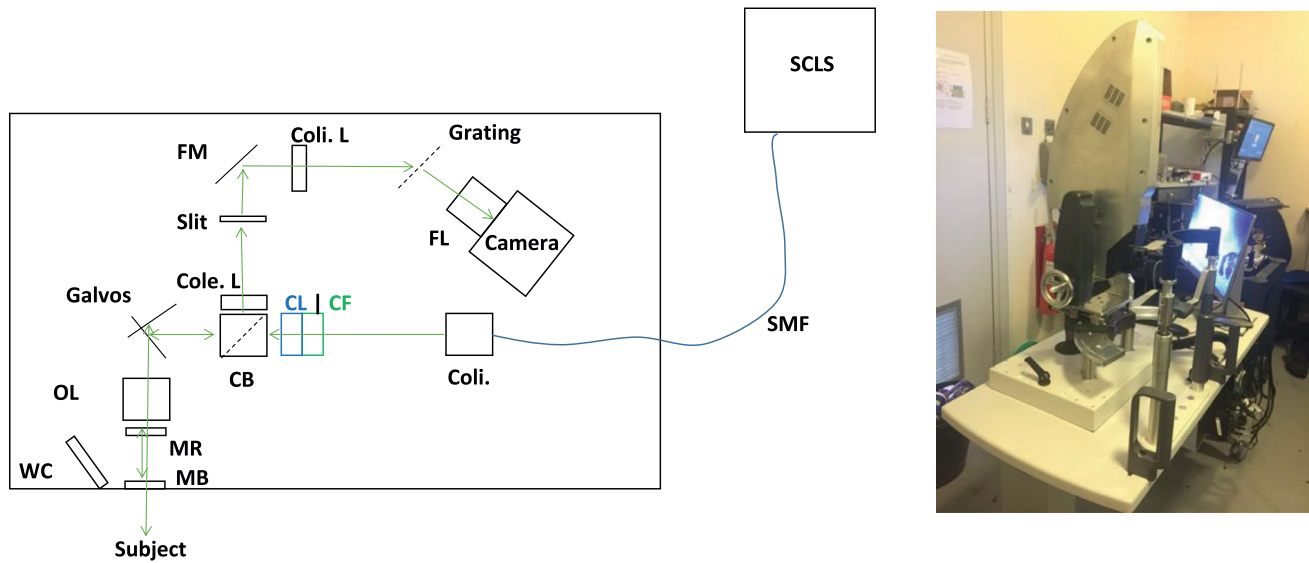 SCLS
FM
Coli. L
Grating
Slit
FL
Camera
Cole. L
Galvos
CL
CF
SMF
CB
Coli.
OL
MR
WC
MB
Subject